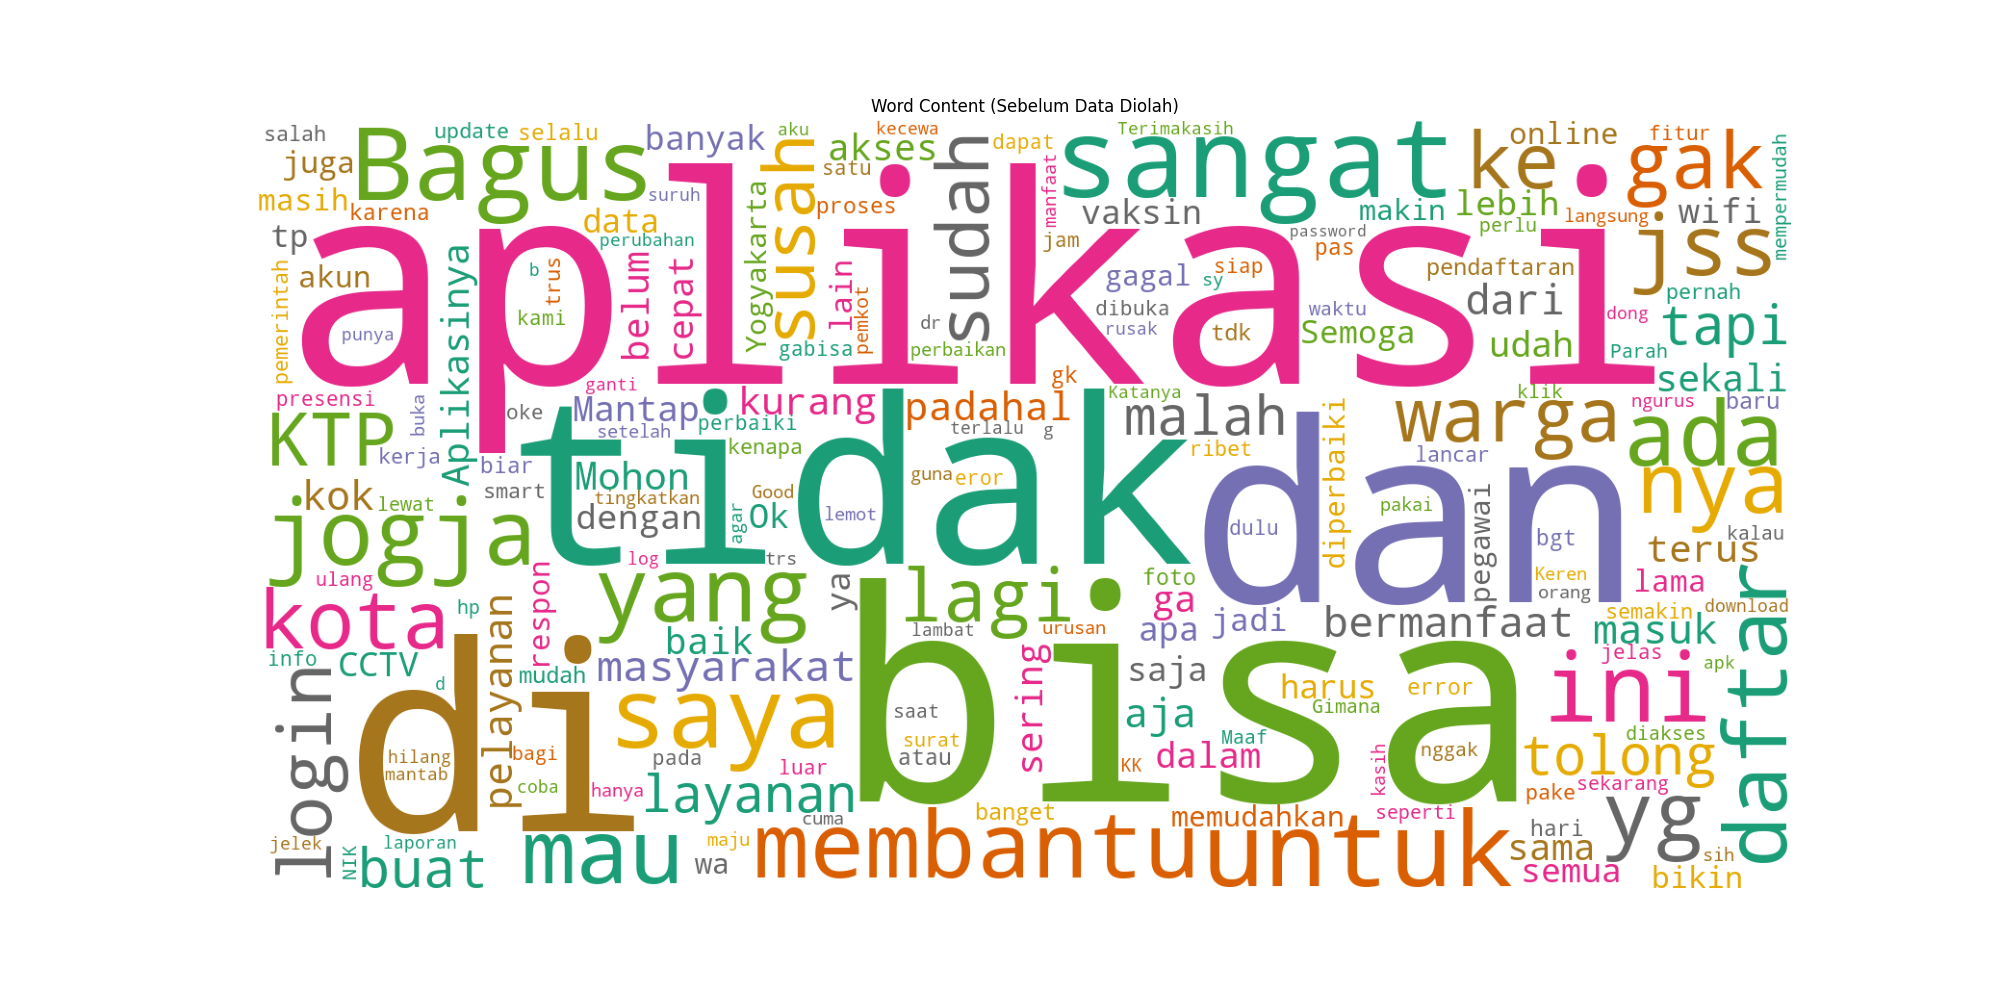 Word Content (Sebelum Data Diolah)
salah
update
selalu
banyak
aku
kecewa
dapat
Terimakasih
online
fitur
juga
Bagus
susah
akses
sudah
manfaat
sangat
ke
gak
mempermudah
masih
karena
suruh
satu
data
proses
vaksin
makin
lebih
langsung
wifi
tp
aplikasi
perubahan
Yogyakarta
jam
password
perlu
pas
jss
akun
b
trus
belum
cepat
lain
gagal
sy
siap
pendaftaran
pernah
pemerintah
punya
kami
Aplikasinya
pemkot
dr
dibuka
waktu
dari
dong
rusak
tdk
Semoga
tapi
gabisa
perbaikan
udah
Parah
presensi
ganti
gk
Katanya
klik
sekali
KTP
buka
oke
Mantap
kurang
padahal
malah
warga
ngurus
baru
setelah
perbaiki
terlalu
g
diperbaiki
ada
kerja
biar
tidak
kenapa
ribet
dan
lancar
nya
kok
lewat
smart
Mohon
tingkatkan
Good
guna
eror
pakai
pegawai
jogja
dengan
agar
Ok
lemot
dulu
bgt
kalau
terus
log
trs
ulang
respon
yang
ya
lagi
foto
ga
Keren
orang
lama
kota
hp
pelayanan
baik
lambat
urusan
apa
jadi
bermanfaat
semakin
download
masuk
daftar
info
CCTV
d
di
mudah
masyarakat
bisa
sering
saja
jelas
apk
login
saya
saat
harus
error
Gimana
ini
aja
surat
Maaf
diakses
hilang
mantab
bagi
pada
luar
atau
KK
dalam
kasih
nggak
tolong
coba
hanya
layanan
sekarang
pake
yg
jelek
NIK
laporan
buat
mau
maju
wa
cuma
membantu
banget
memudahkan
untuk
seperti
hari
sama
sih
semua
bikin